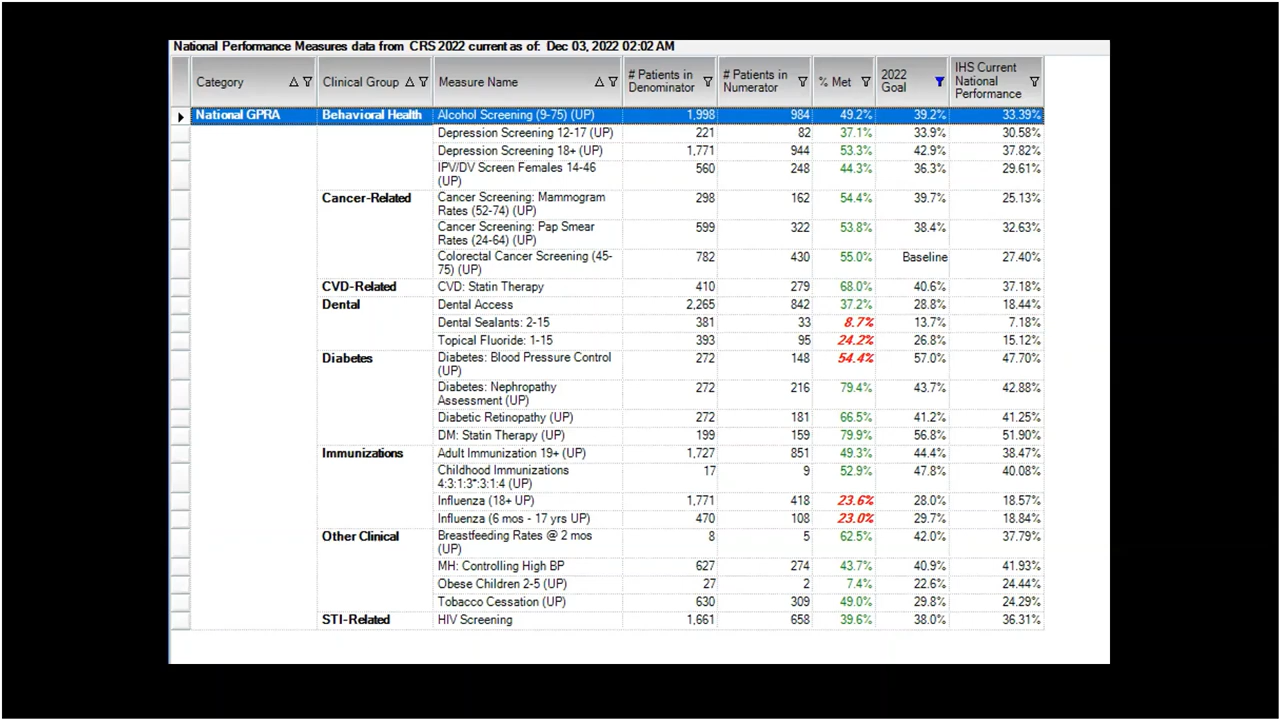 National Performance Measures data from CRS 2022 current as of: Dec 03, 2022 02:02 AM
Category Clinical Group Measure Name # Patients in Denominator # Patients in Numerator % Met 2022 Goal IHS Current National Performance
National GPRA Behavioral Health Alcohol Screening (9-75) (UP) 1,998 984 49.2% 39.2% 33.39%
Depression Screening 12-17 (UP) 221 82 37.1% 33.9% 30.58%
Depression Screening 18+ (UP) 1,771 944 53.3% 42.9% 37.82%
IPV/DV Screen Females 14-46 (UP) 560 248 44.3% 36.3% 29.61%
Cancer-Related Cancer Screening: Mammogram Rates (52-74) (UP) 298 162 54.4% 39.7% 25.13%
Cancer Screening: Pap Smear Rates (24-64) (UP) 599 322 53.8% 38.4% 32.63%
Colorectal Cancer Screening (45-75) (UP) 782 430 55.0% Baseline 27.40%
CVD-Related CVD: Statin Therapy 410 279 68.0% 40.6% 37.18%
Dental Dental Access 2,265 842 37.2% 28.8% 18.44%
Dental Sealants: 2-15 381 33 8.7% 13.7% 7.18%
Topical Fluoride: 1-15 393 95 24.2% 26.8% 15.12%
Diabetes Diabetes: Blood Pressure Control (UP) 272 148 54.4% 57.0% 47.70%
Diabetes: Nephropathy Assessment (UP) 272 216 79.4% 43.7% 42.88%
Diabetic Retinopathy (UP) 272 181 66.5% 41.2% 41.25%
DM: Statin Therapy (UP) 199 159 79.9% 56.8% 51.90%
Immunizations Adult Immunization 19+ (UP) 1,727 851 49.3% 44.4% 38.47%
Childhood Immunizations 4:3:1:3*:3:1:4 (UP) 17 9 52.9% 47.8% 40.08%
Influenza (18+ UP) 1,771 418 23.6% 28.0% 18.57%
Influenza (6 mos - 17 yrs UP) 470 108 23.0% 29.7% 18.84%
Other Clinical Breastfeeding Rates @ 2 mos (UP) 8 5 62.5% 42.0% 37.79%
MH: Controlling High BP 627 274 43.7% 40.9% 41.93%
Obese Children 2-5 (UP) 27 2 7.4% 22.6% 24.44%
Tobacco Cessation (UP) 630 309 49.0% 29.8% 24.29%
STI-Related HIV Screening 1,661 658 39.6% 38.0% 36.31%